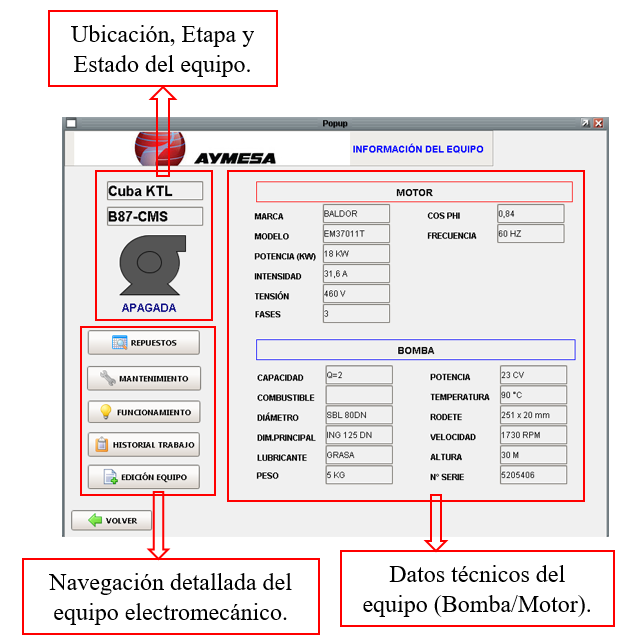 Ubicación, Etapa y
Estado del equipo.
Popup
AYMESA
INFORMACIÓN DEL EQUIPO
Cuba KTL
B87-CMS
APAGADA
REPUESTOS
MANTENIMIENTO
FUNCIONAMIENTO
HISTORIAL TRABAJO
EDICIÓN EQUIPO
VOLVER
MOTOR
MARCA BALDOR COS PHI 0,84
MODELO EM37011T FRECUENCIA 60 HZ
POTENCIA (KW) 18 KW
INTENSIDAD 31,6 A
TENSIÓN 460 V
FASES 3
BOMBA
CAPACIDAD Q=2 POTENCIA 23 CV
COMBUSTIBLE TEMPERATURA 90 °C
DIÁMETRO SBL 80DN RODETE 251 x 20 mm
DIM.PRINCIPAL ING 125 DN VELOCIDAD 1730 RPM
LUBRICANTE GRASA ALTURA 30 M
PESO 5 KG N° SERIE 5205406
Navegación detallada del
equipo electromecánico.
Datos técnicos del
equipo (Bomba/Motor).